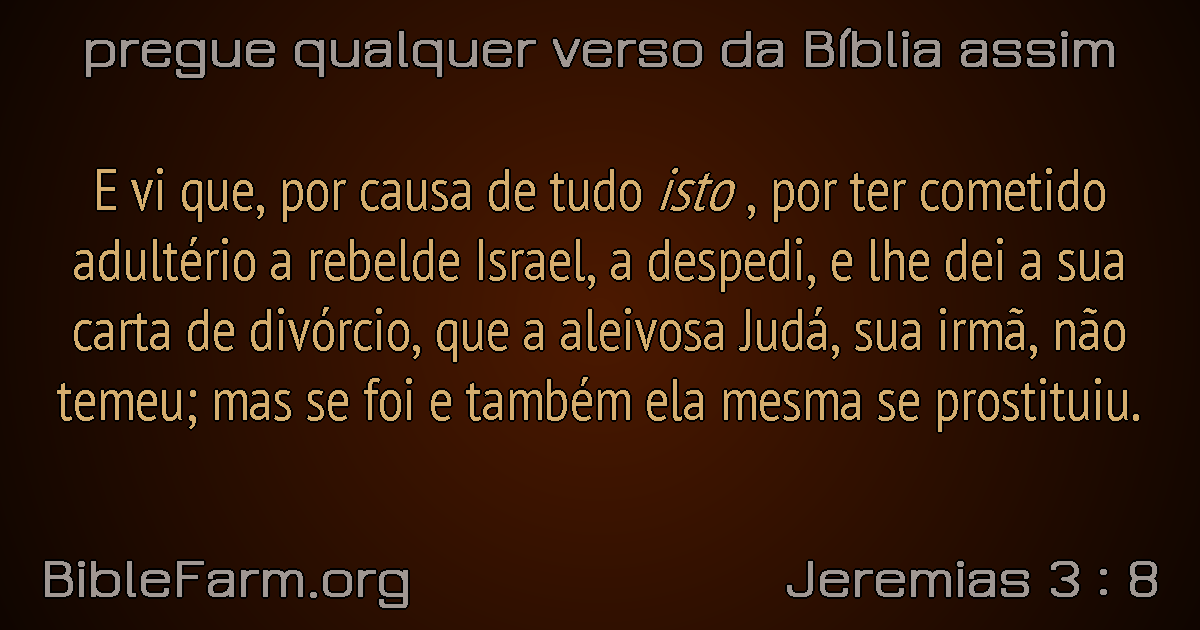 pregue qualquer verso da Bíblia assim
E vi que, por causa de tudo isto , por ter cometido
adultério a rebelde Israel, a despedi, e lhe dei a sua
carta de divórcio, que a aleivosa Judá, sua irmã, não
temeu; mas se foi e também ela mesma se prostituiu.
BibleFarm.org
Jeremias 3 : 8